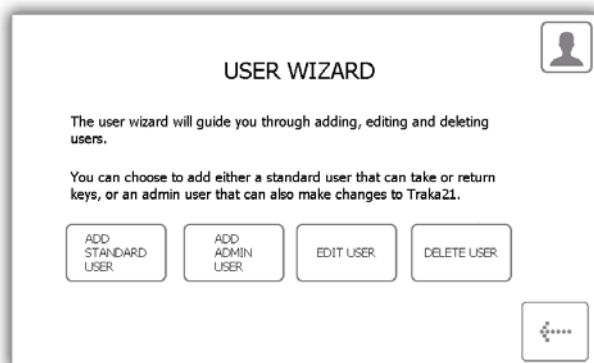 USER WIZARD
The user wizard will guide you through adding, editing and deleting
users.
You can choose to add either a standard user that can take or return
keys, or an admin user that can also make changes to Traka21.
ADD
STANDARD
USER
ADD
ADMIN
USER
EDIT USER
DELETE USER